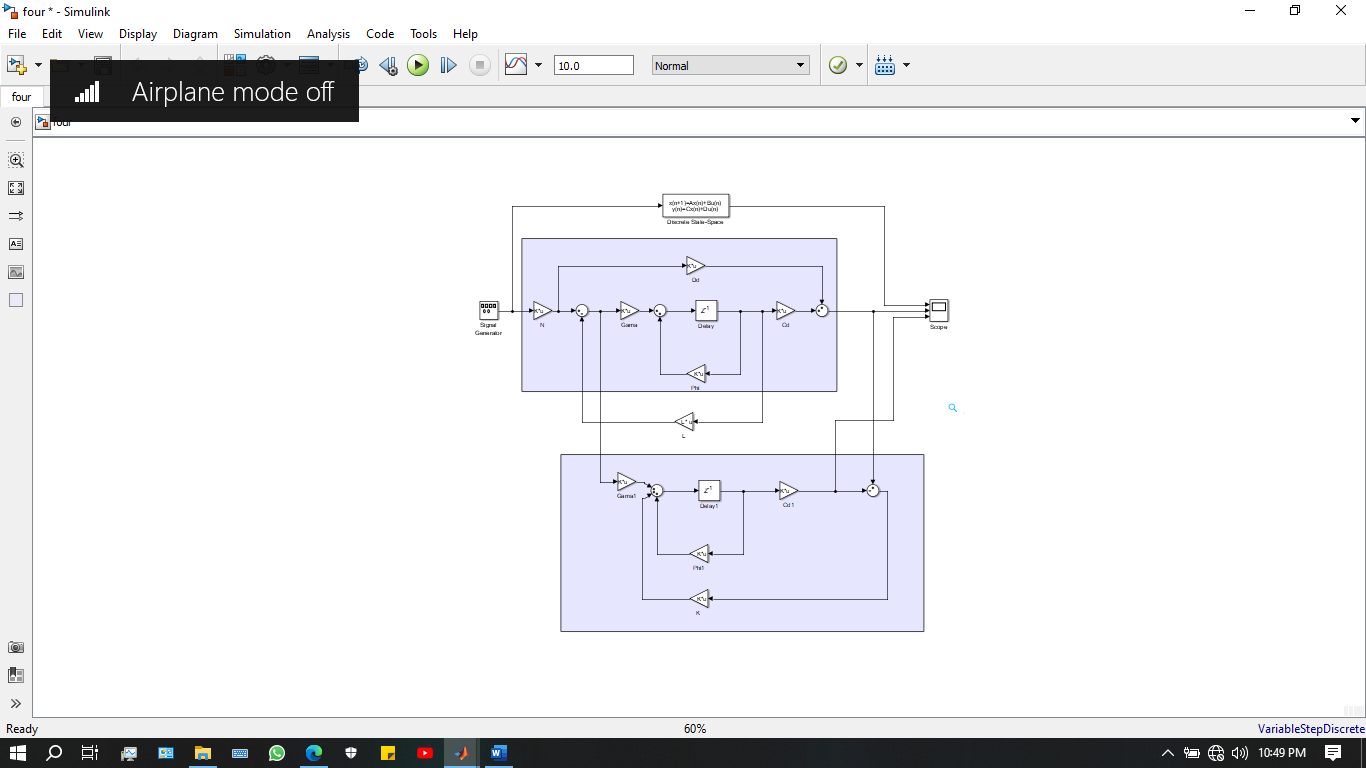 four * - Simulink
File Edit View Display Diagram Simulation Analysis Code Tools Help
10.0 Normal
Airplane mode off
four
four
x(n+1)=Ax(n)+Bu(n)
y(n)=Cx(n)+Du(n)
Discrete State-Space
K*u
Dd
Signal
Generator
K*u
N
K*u
Gama
Z-1
Delay
K*u
Cd
Scope
K*u
Phi
L
K*u
Gama1
Z-1
Delay1
K*u
Cd1
K*u
Phi1
K*u
K
Ready 60% VariableStepDiscrete
10:49 PM